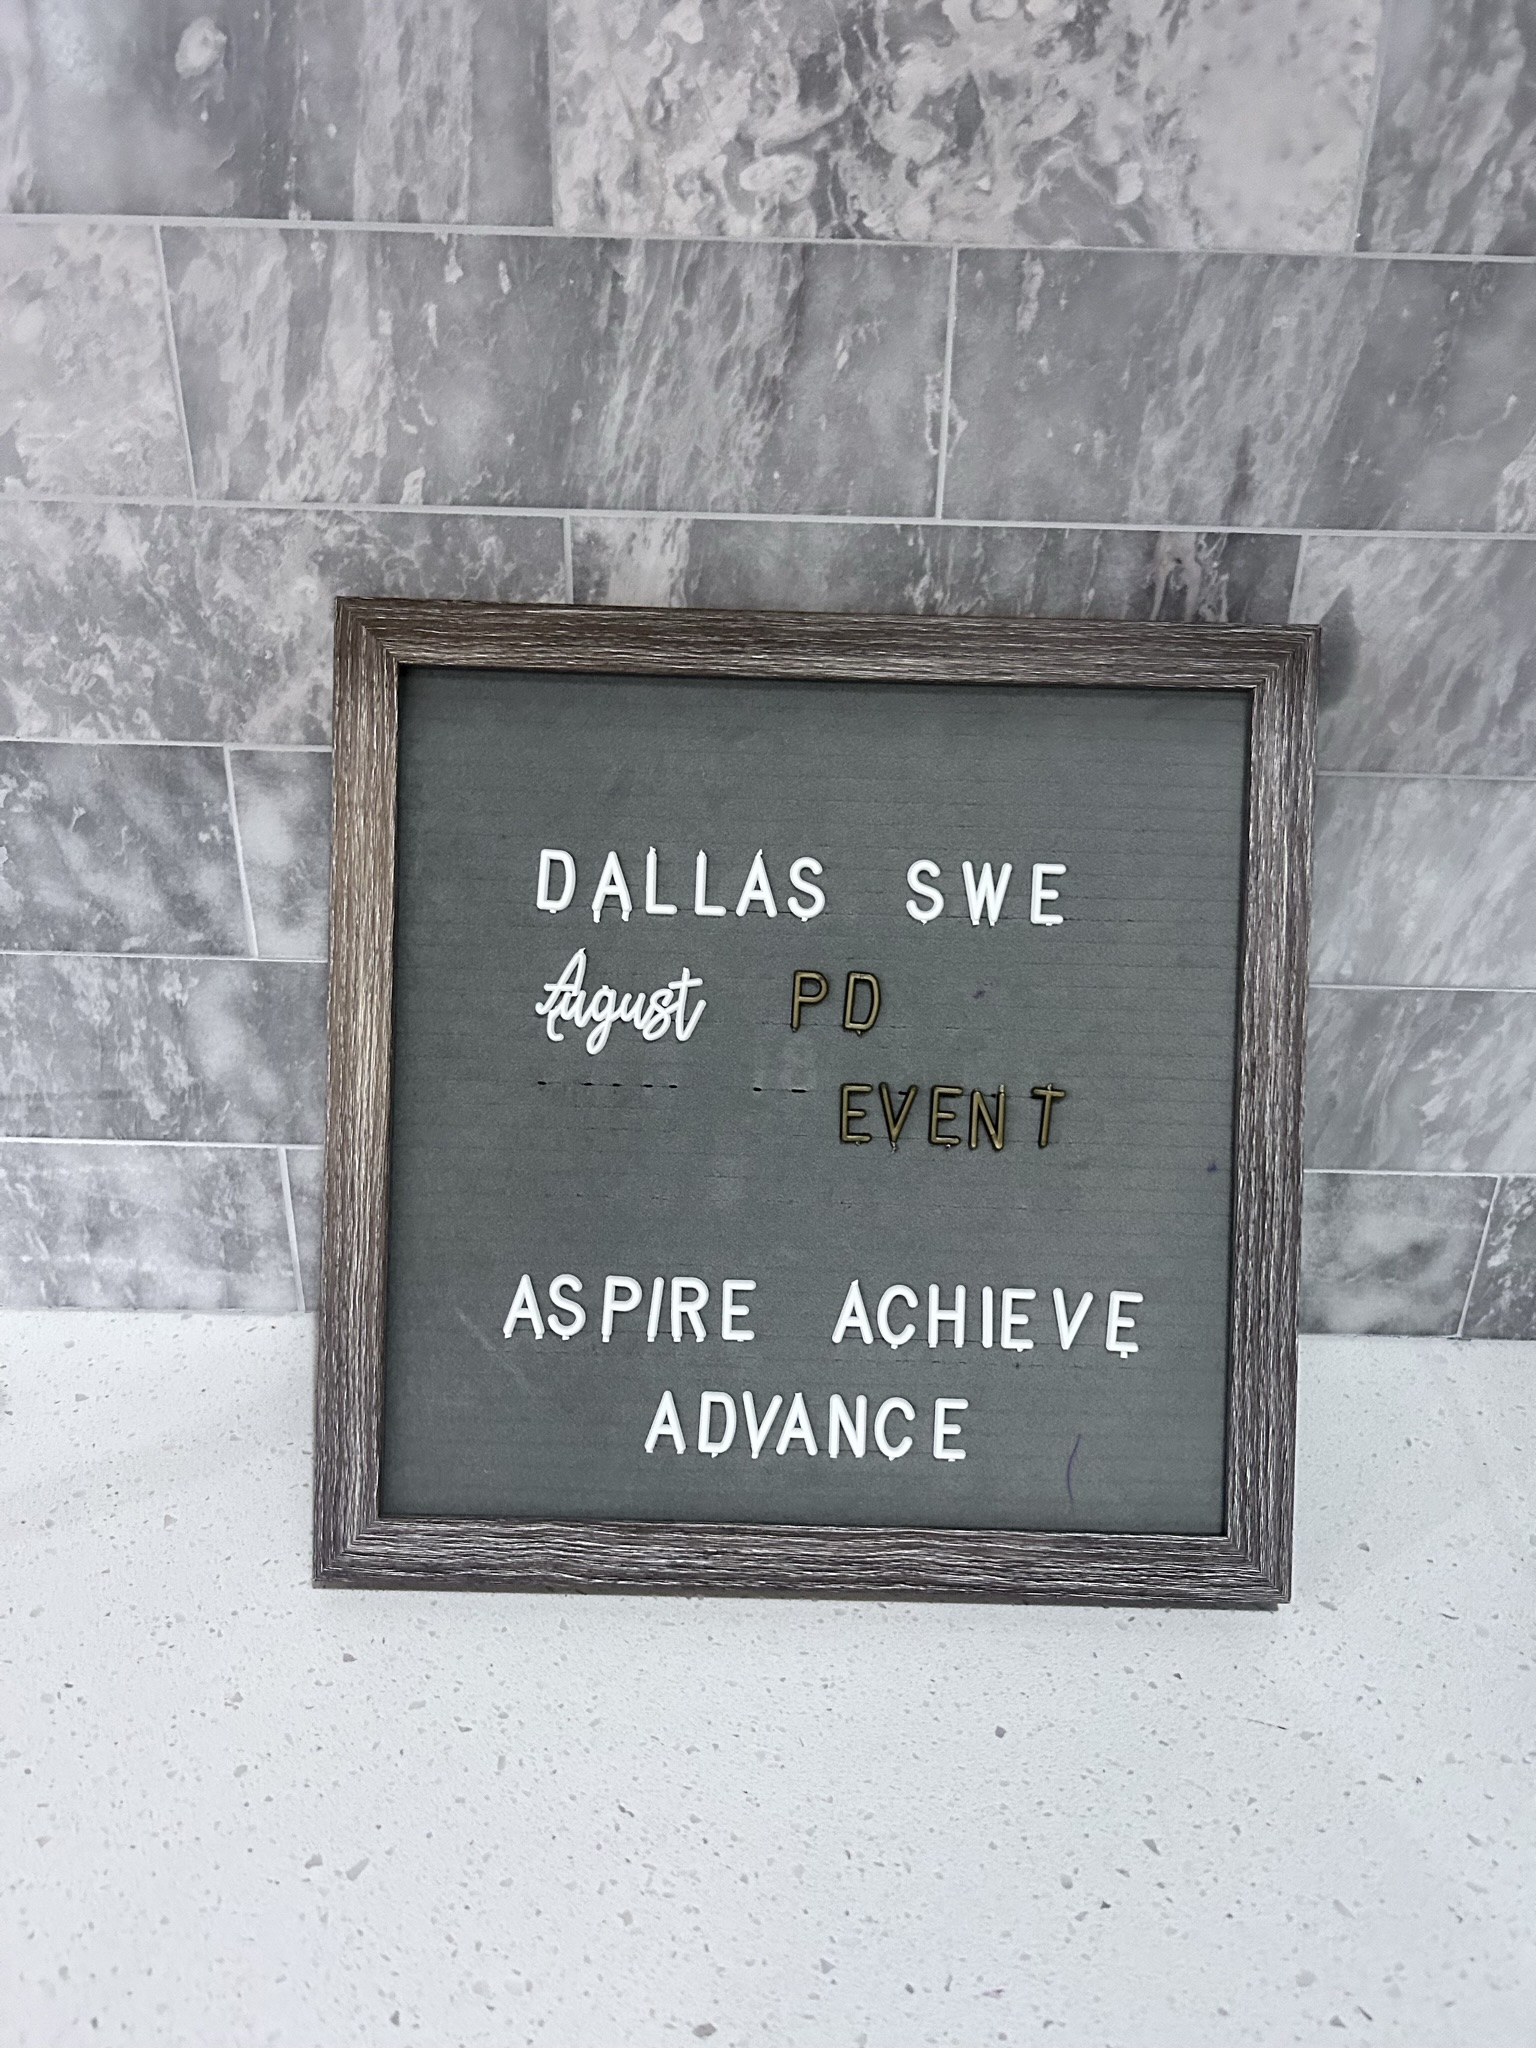 DALLAS SWE
August PD
EVENT
ASPIRE ACHIEVE
ADVANCE